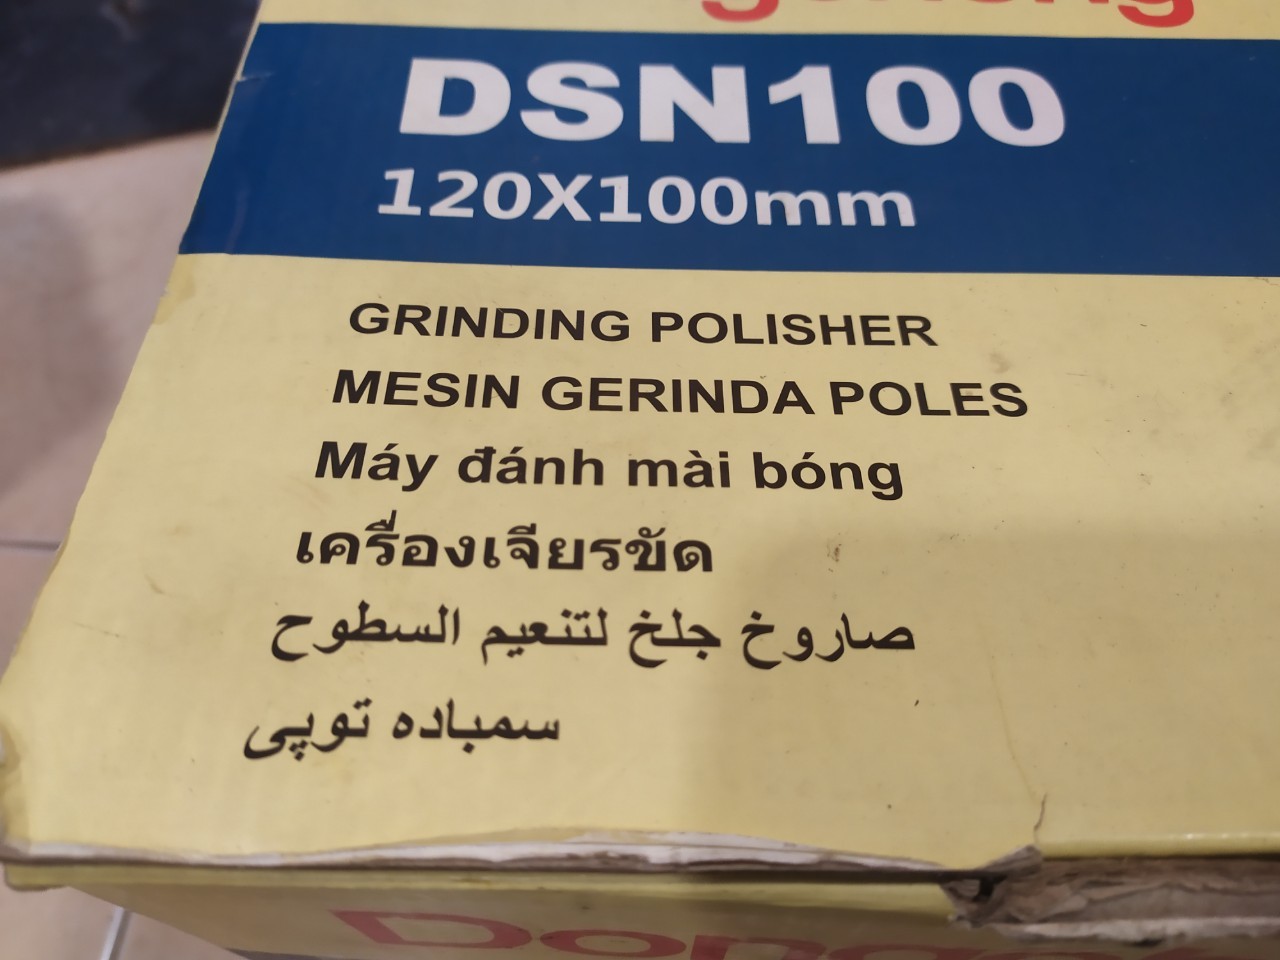 DSN100
120X100mm
GRINDING POLISHER
MESIN GERINDA POLES
Máy đánh mài bóng
เครื่องเจียรขัด
صاروخ جلخ لتنعيم السطوح
سمباده توپی